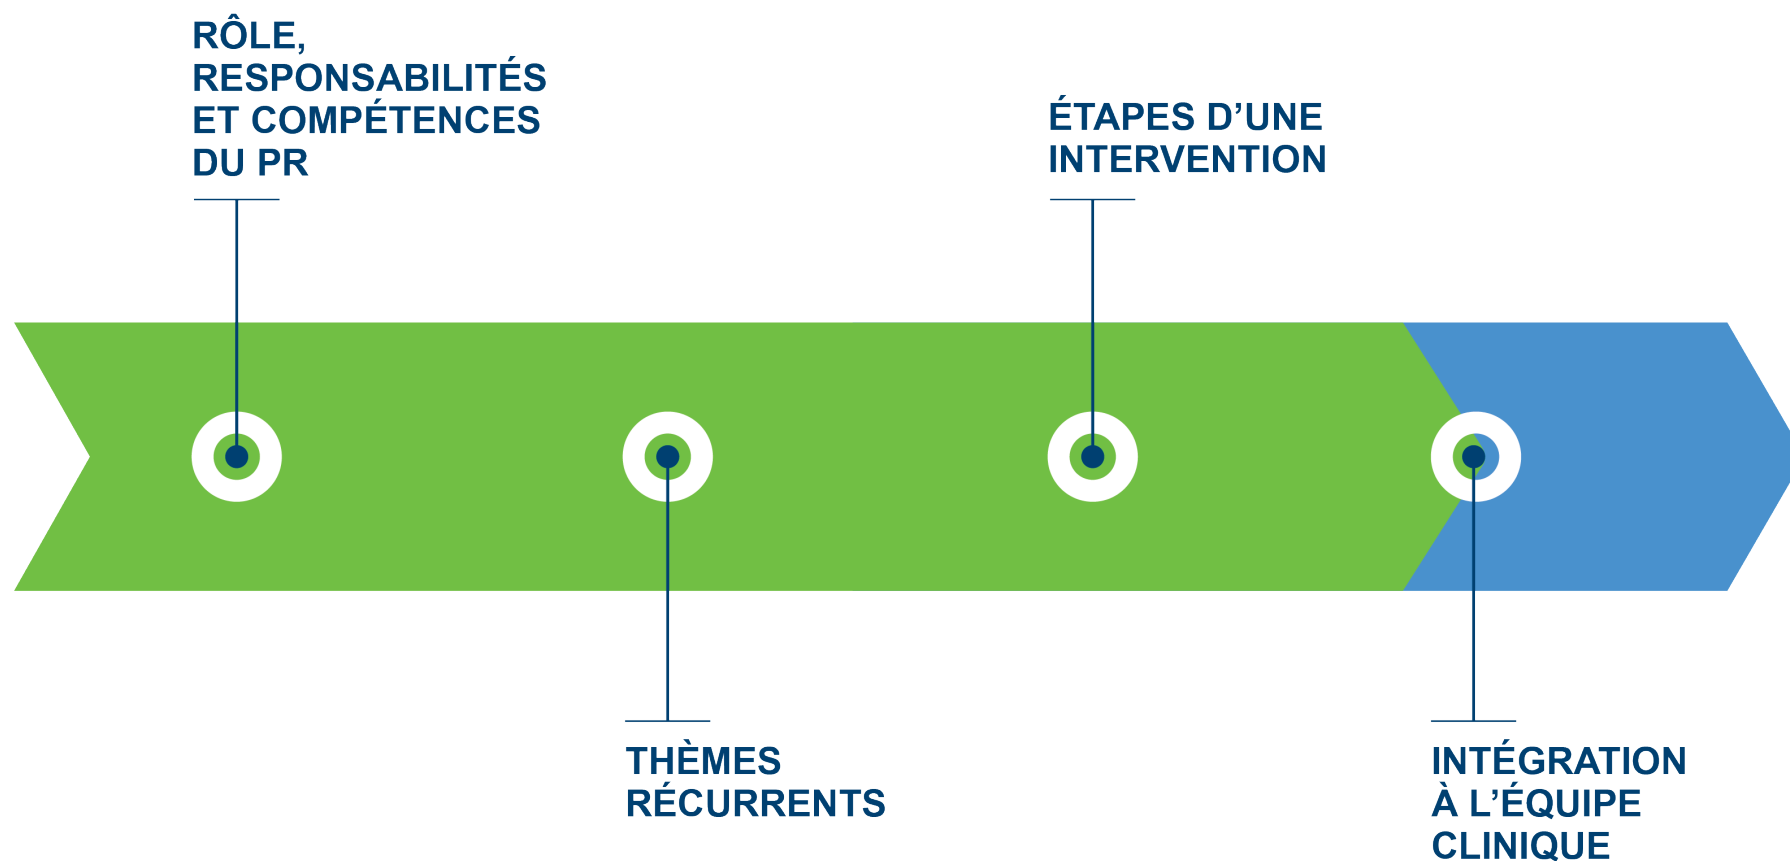 RÔLE,
RESPONSABILITÉS
ET COMPÉTENCES
DU PR
THÈMES
RÉCURRENTS
ÉTAPES D’UNE
INTERVENTION
INTÉGRATION
À L’ÉQUIPE
CLINIQUE